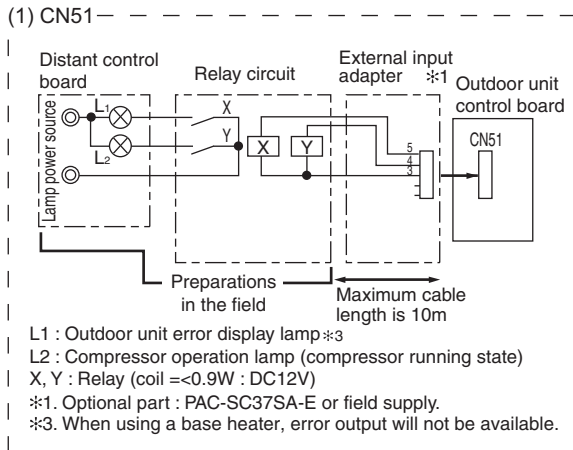 (1) CN51
Distant control
board
Relay circuit
External input
adapter ※1
Outdoor unit
control board
Lamp power source
L1
L2
X
Y
X
Y
5
4
3
CN51
Preparations
in the field
Maximum cable
length is 10m
L1 : Outdoor unit error display lamp※3
L2 : Compressor operation lamp (compressor running state)
X, Y : Relay (coil =<0.9W : DC12V)
※1. Optional part : PAC-SC37SA-E or field supply.
※3. When using a base heater, error output will not be available.